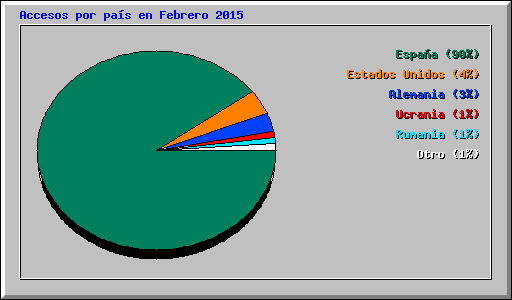 Accesos por país en Febrero 2015
España (90%)
Estados Unidos (4%)
Alemania (3%)
Ucrania (1%)
Rumania (1%)
Otro (1%)